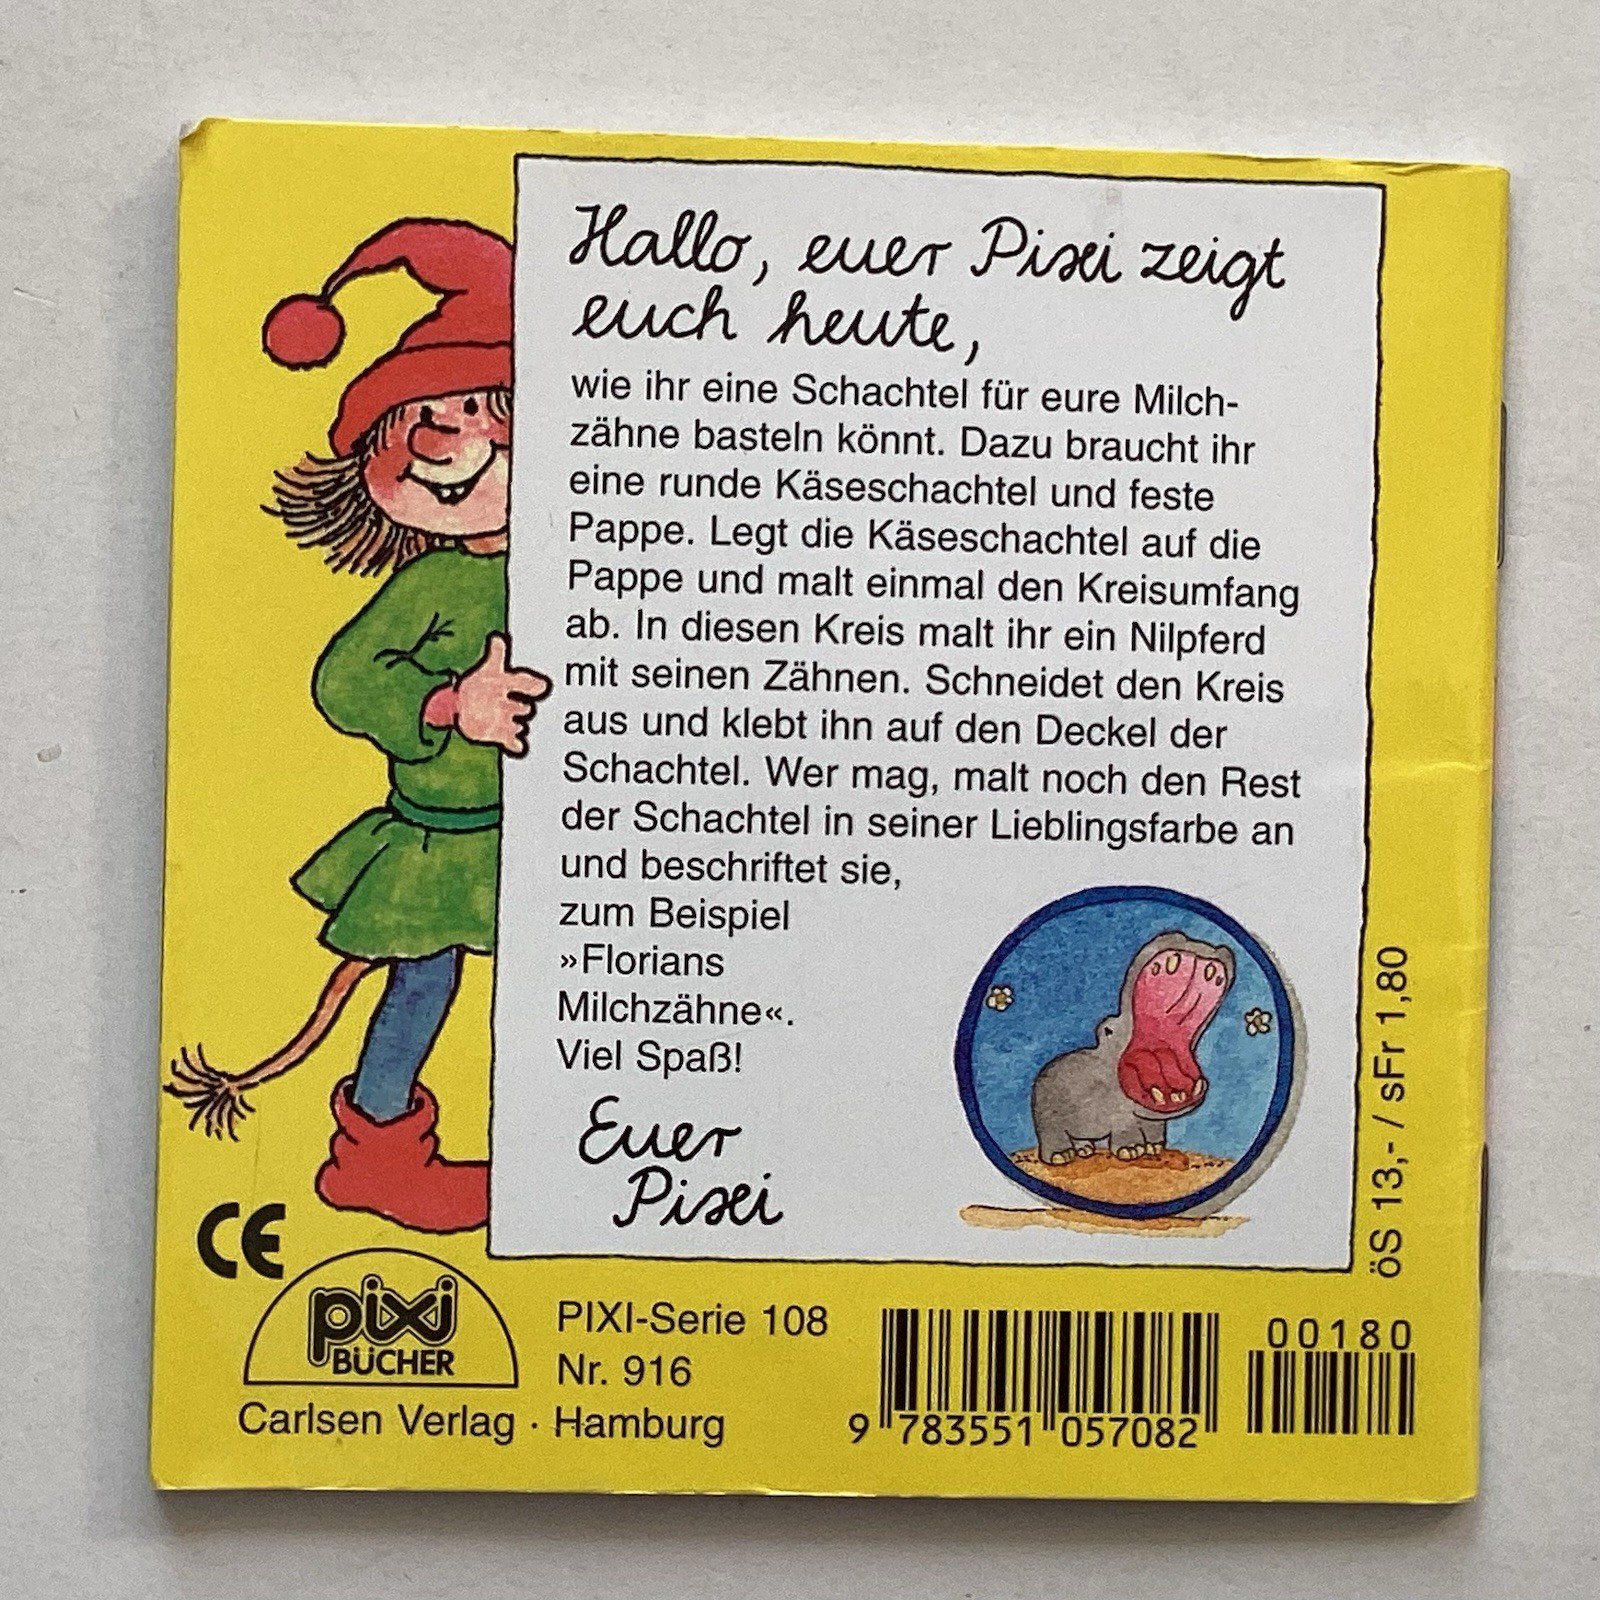 Hallo, euer Pixi zeigt
euch heute,
wie ihr eine Schachtel für eure Milch-
zähne basteln könnt. Dazu braucht ihr
eine runde Käseschachtel und feste
Pappe. Legt die Käseschachtel auf die
Pappe und malt einmal den Kreisumfang
ab. In diesen Kreis malt ihr ein Nilpferd
mit seinen Zähnen. Schneidet den Kreis
aus und klebt ihn auf den Deckel der
Schachtel. Wer mag, malt noch den Rest
der Schachtel in seiner Lieblingsfarbe an
und beschriftet sie,
zum Beispiel
»Florians
Milchzähne«.
Viel Spaß!
Euer
Pixi
öS 13,- / sFr 1,80
CE
pixi
BÜCHER
Carlsen Verlag · Hamburg
PIXI-Serie 108
Nr. 916
9 783551 057082
00180